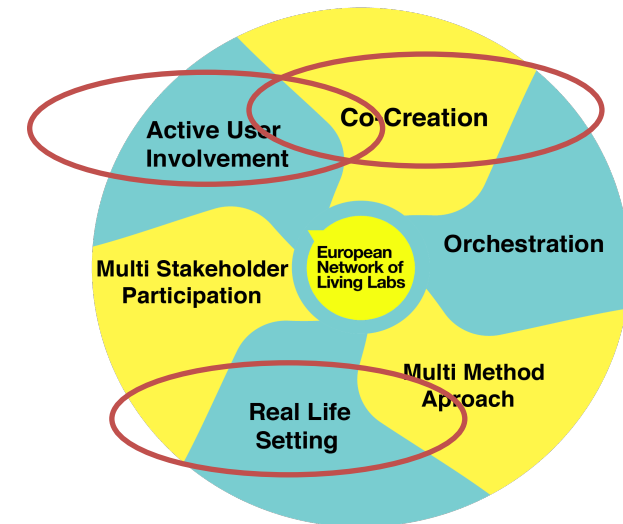 Co-Creation
Active User
Involvement
Orchestration
European
Network of
Living Labs
Multi Stakeholder
Participation
Multi Method
Aproach
Real Life
Setting